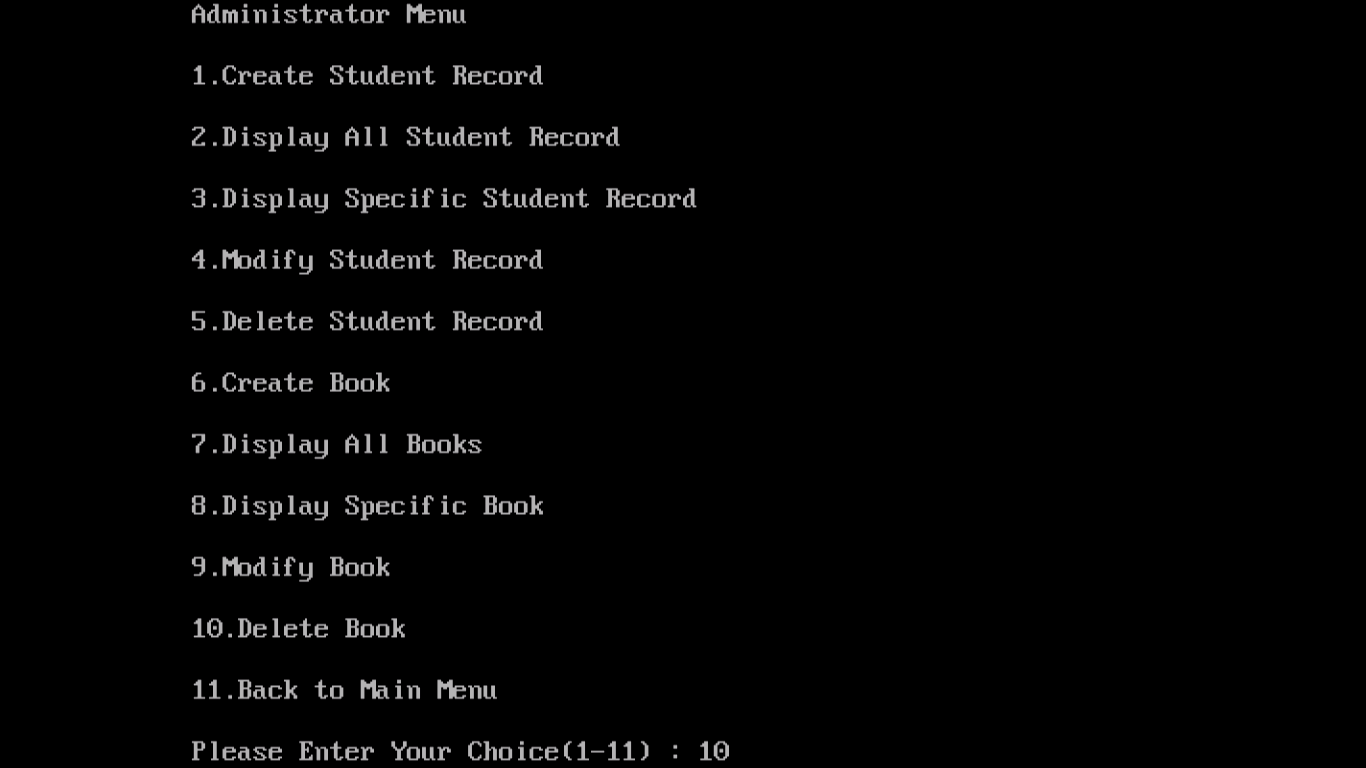 Administrator Menu
1.Create Student Record
2.Display All Student Record
3.Display Specific Student Record
4.Modify Student Record
5.Delete Student Record
6.Create Book
7.Display All Books
8.Display Specific Book
9.Modify Book
10.Delete Book
11.Back to Main Menu
Please Enter Your Choice(1-11) : 10